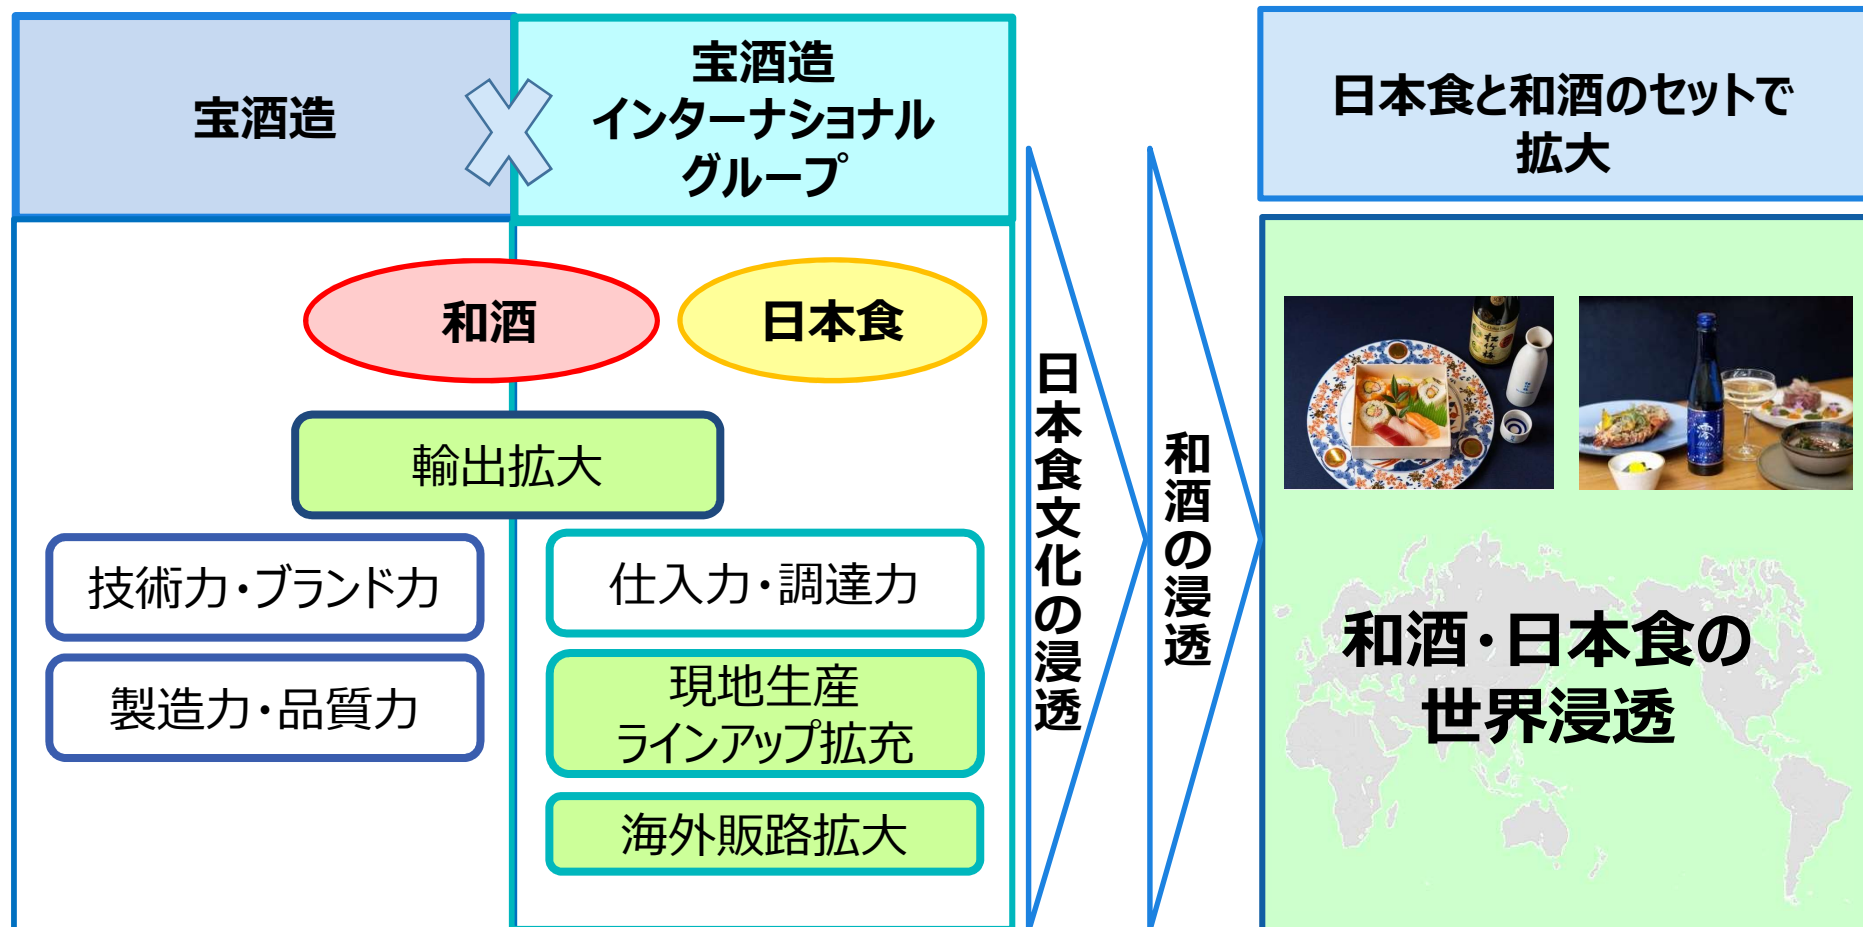 宝酒造
宝酒造
インターナショナル
グループ
和酒
日本食
輸出拡大
技術力・ブランド力
製造力・品質力
仕入力・調達力
現地生産
ラインアップ拡充
海外販路拡大
日本食文化の浸透
和酒の浸透
日本食と和酒のセットで
拡大
松竹梅
澪
和酒・日本食の
世界浸透